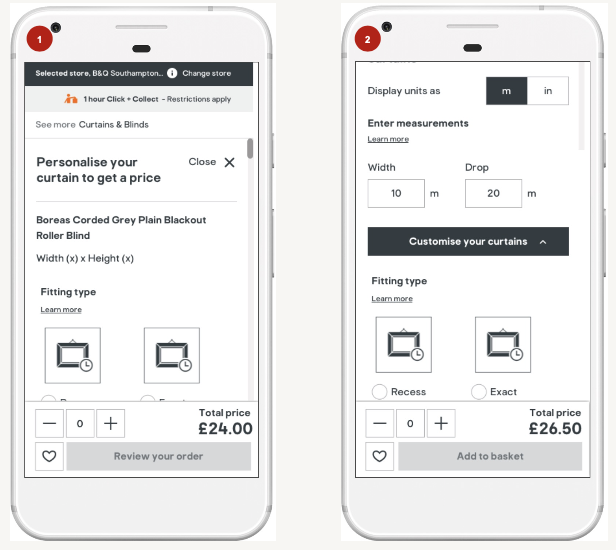 1
Selected store, B&Q Southampton... i Change store
1 hour Click + Collect - Restrictions apply
See more Curtains & Blinds
Personalise your
curtain to get a price
Close X
Boreas Corded Grey Plain Blackout
Roller Blind
Width (x) x Height (x)
Fitting type
Learn more
— 0 +
Total price
£24.00
Review your order
2
Display units as
m in
Enter measurements
Learn more
Width Drop
10 m 20 m
Customise your curtains
Fitting type
Learn more
Recess Exact
— 0 +
Total price
£26.50
Add to basket